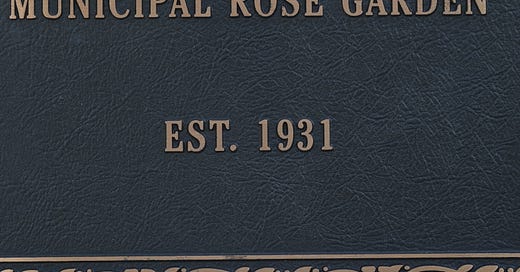 MUNICIPAL ROSE GARDEN
EST. 1931